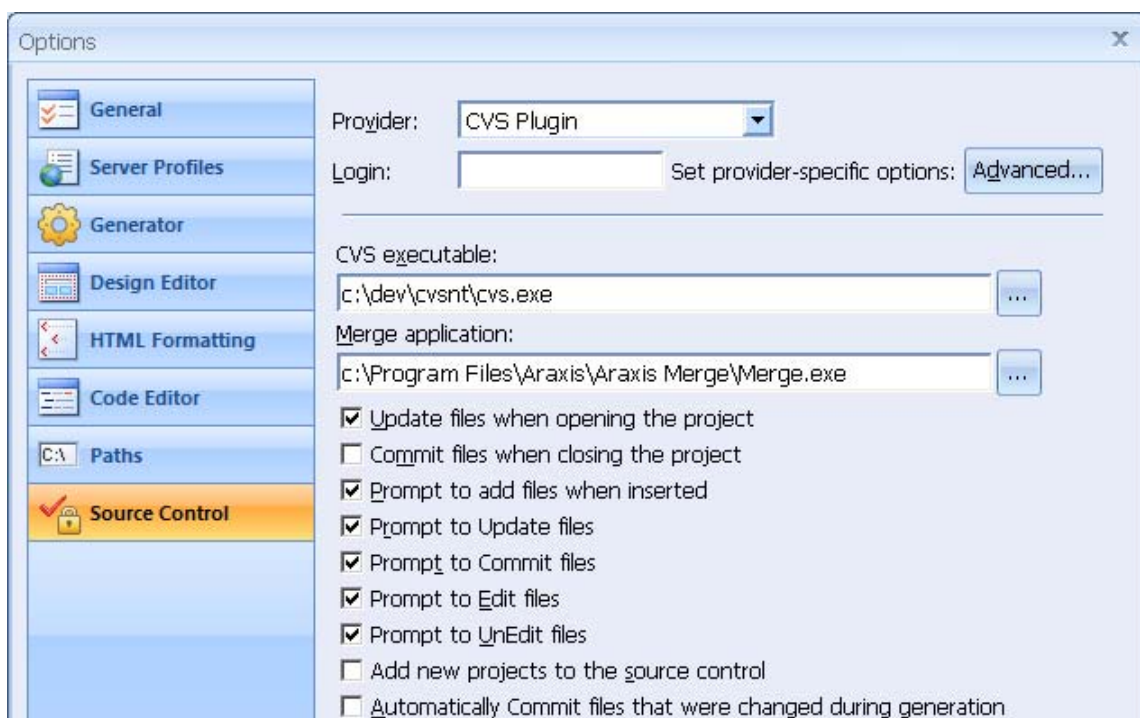 Options
General
Server Profiles
Generator
Design Editor
HTML Formatting
Code Editor
C:\ Paths
Source Control
Provider: CVS Plugin
Login: Set provider-specific options: Advanced...
CVS executable:
c:\dev\cvsnt\cvs.exe ...
Merge application:
c:\Program Files\Araxis\Araxis Merge\Merge.exe ...
Update files when opening the project
Commit files when closing the project
Prompt to add files when inserted
Prompt to Update files
Prompt to Commit files
Prompt to Edit files
Prompt to UnEdit files
Add new projects to the source control
Automatically Commit files that were changed during generation